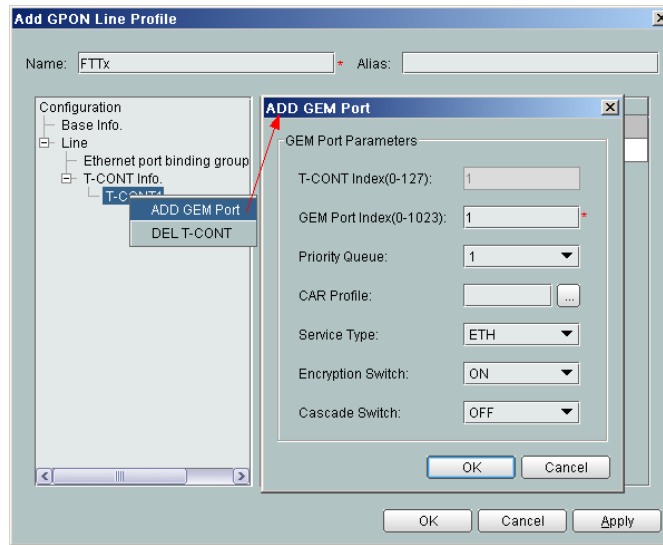 Add GPON Line Profile
Name: FTTx * Alias:
Configuration
Base Info.
Line
Ethernet port binding group
T-CONT Info.
T-CONT1
ADD GEM Port
DEL T-CONT
ADD GEM Port
GEM Port Parameters
T-CONT Index(0-127): 1
GEM Port Index(0-1023): 1 *
Priority Queue: 1
CAR Profile: ...
Service Type: ETH
Encryption Switch: ON
Cascade Switch: OFF
OK Cancel
OK Cancel Apply